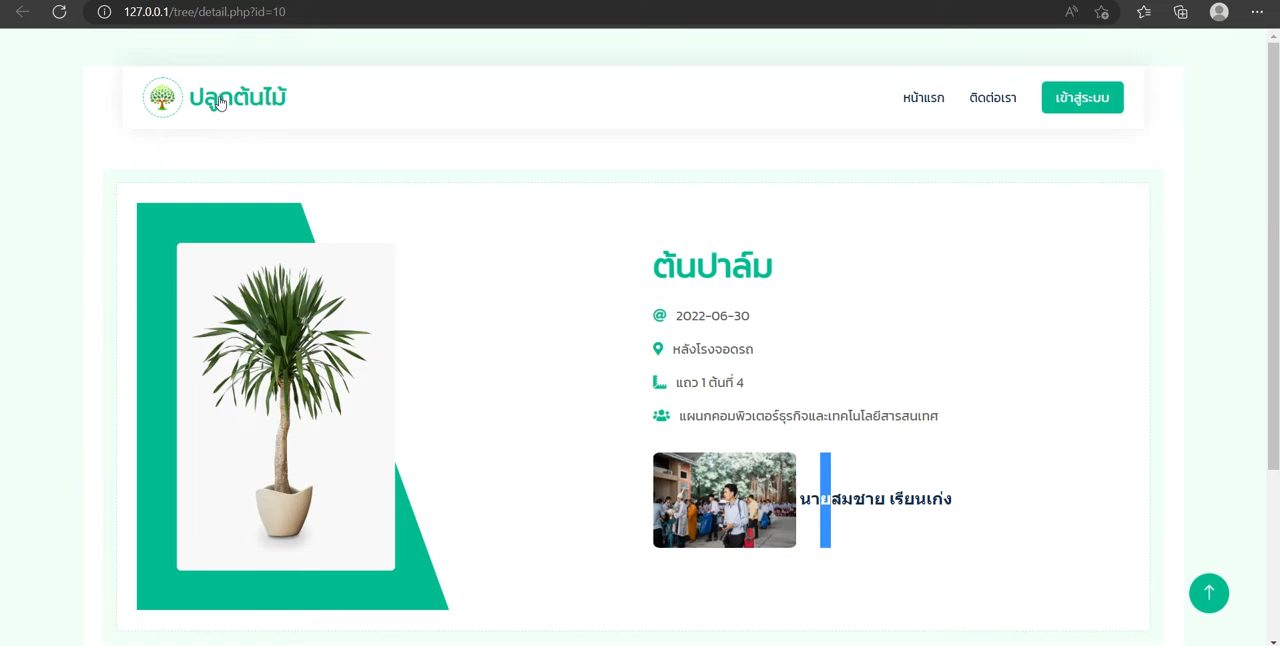 127.0.0.1/tree/detail.php?id=10
ปลูกต้นไม้
หน้าแรก
ติดต่อเรา
เข้าสู่ระบบ
ต้นปาล์ม
2022-06-30
หลังโรงจอดรถ
แถว 1 ต้นที่ 4
แผนกคอมพิวเตอร์ธุรกิจและเทคโนโลยีสารสนเทศ
นายสมชาย เรียนเก่ง